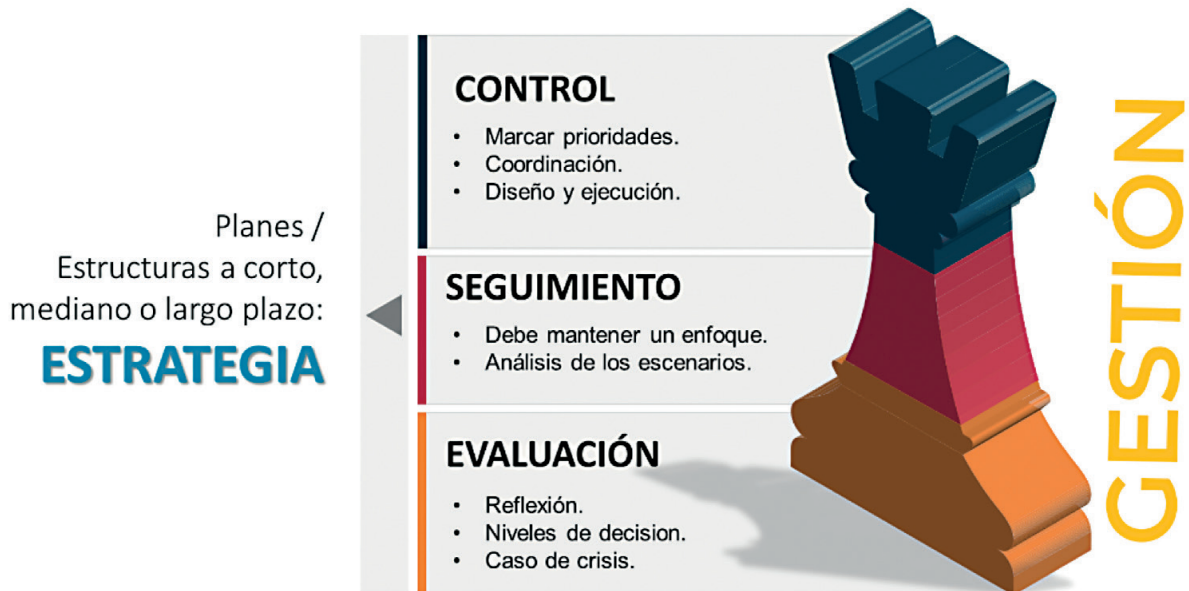 Planes /
Estructuras a corto,
mediano o largo plazo:
ESTRATEGIA
CONTROL
• Marcar prioridades.
• Coordinación.
• Diseño y ejecución.
SEGUIMIENTO
• Debe mantener un enfoque.
• Análisis de los escenarios.
EVALUACIÓN
• Reflexión.
• Niveles de decision.
• Caso de crisis.
GESTIÓN